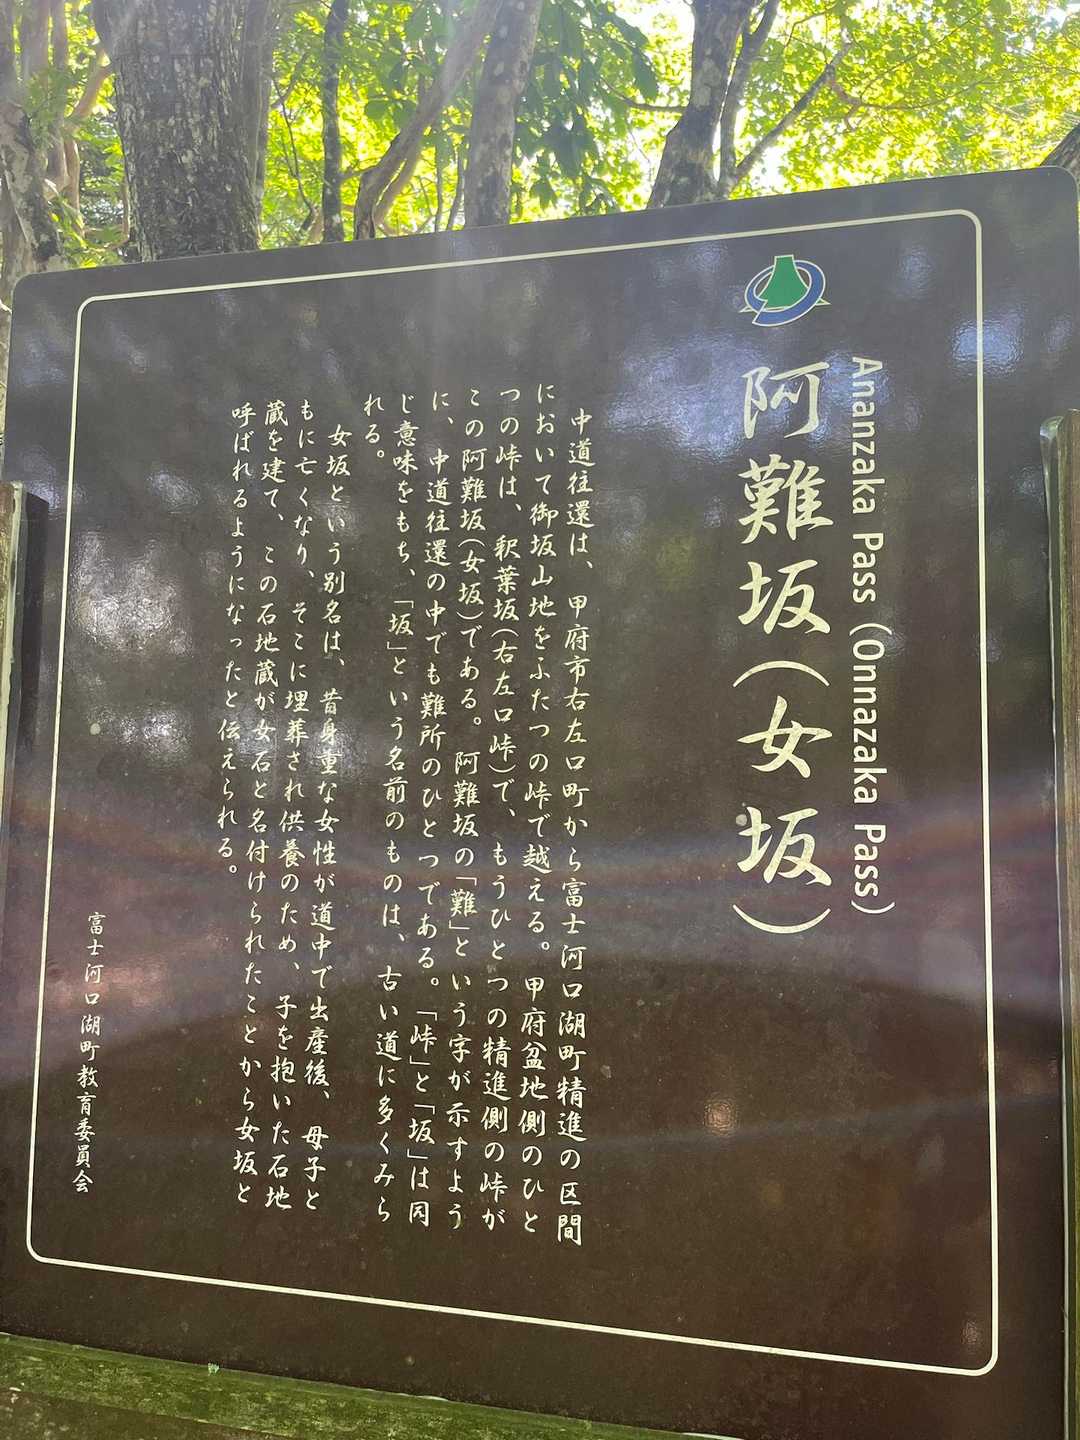 Ananzaka Pass (Onnazaka Pass)
阿難坂(女坂)
中道往還は、甲府市右左口町から富士河口湖町精進の区間
において御坂山地をふたつの峠で越える。甲府盆地側のひと
つの峠は、釈葉坂(右左口峠)で、もうひとつの精進側の峠が
この阿難坂(女坂)である。阿難坂の「難」という字が示すよう
に、中道往還の中でも難所のひとつである。「峠」と「坂」は同
じ意味をもち、「坂」という名前のものは、古い道に多くみら
れる。
女坂という別名は、昔身重な女性が道中で出産後、母子と
もに亡くなり、そこに埋葬され供養のため、子を抱いた石地
蔵を建て、この石地蔵が女石と名付けられたことから女坂と
呼ばれるようになったと伝えられる。
富士河口湖町教育委員会